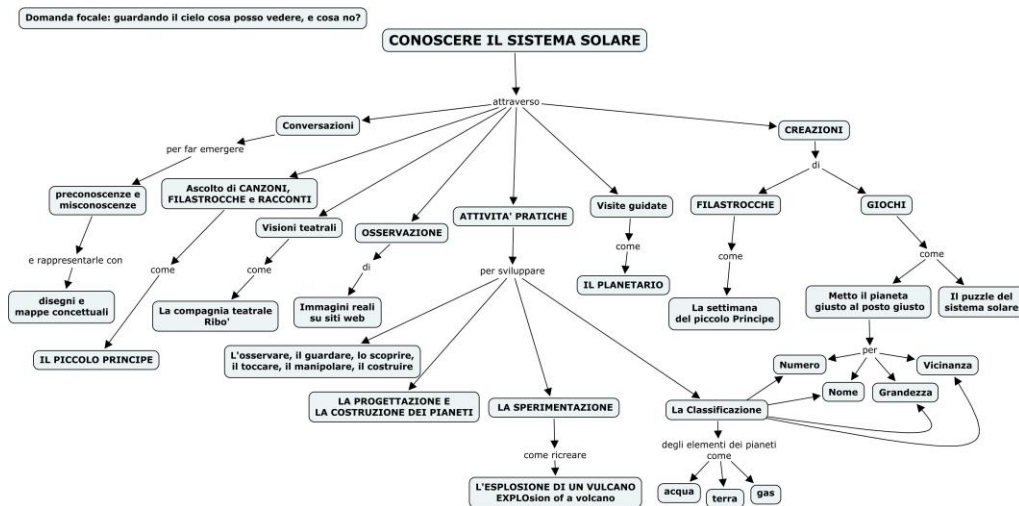 Domanda focale: guardando il cielo cosa posso vedere, e cosa no?
CONOSCERE IL SISTEMA SOLARE
attraverso
Conversazioni
CREAZIONI
per far emergere
di
preconoscenze e
misconoscenze
Ascolto di CANZONI,
FILASTROCCHE e RACCONTI
Visioni teatrali
OSSERVAZIONE
ATTIVITA' PRATICHE
Visite guidate
FILASTROCCHE
GIOCHI
e rappresentarle con
come
come
di
per sviluppare
come
come
come
disegni e
mappe concettuali
IL PICCOLO PRINCIPE
La compagnia teatrale
Ribo'
Immagini reali
su siti web
IL PLANETARIO
La settimana
del piccolo Principe
Metto il pianeta
giusto al posto giusto
Il puzzle del
sistema solare
per
L'osservare, il guardare, lo scoprire,
il toccare, il manipolare, il costruire
Numero
Nome
Grandezza
Vicinanza
LA PROGETTAZIONE E
LA COSTRUZIONE DEI PIANETI
LA SPERIMENTAZIONE
La Classificazione
come ricreare
degli elementi dei pianeti
come
L'ESPLOSIONE DI UN VULCANO
EXPLOsion of a volcano
acqua
terra
gas